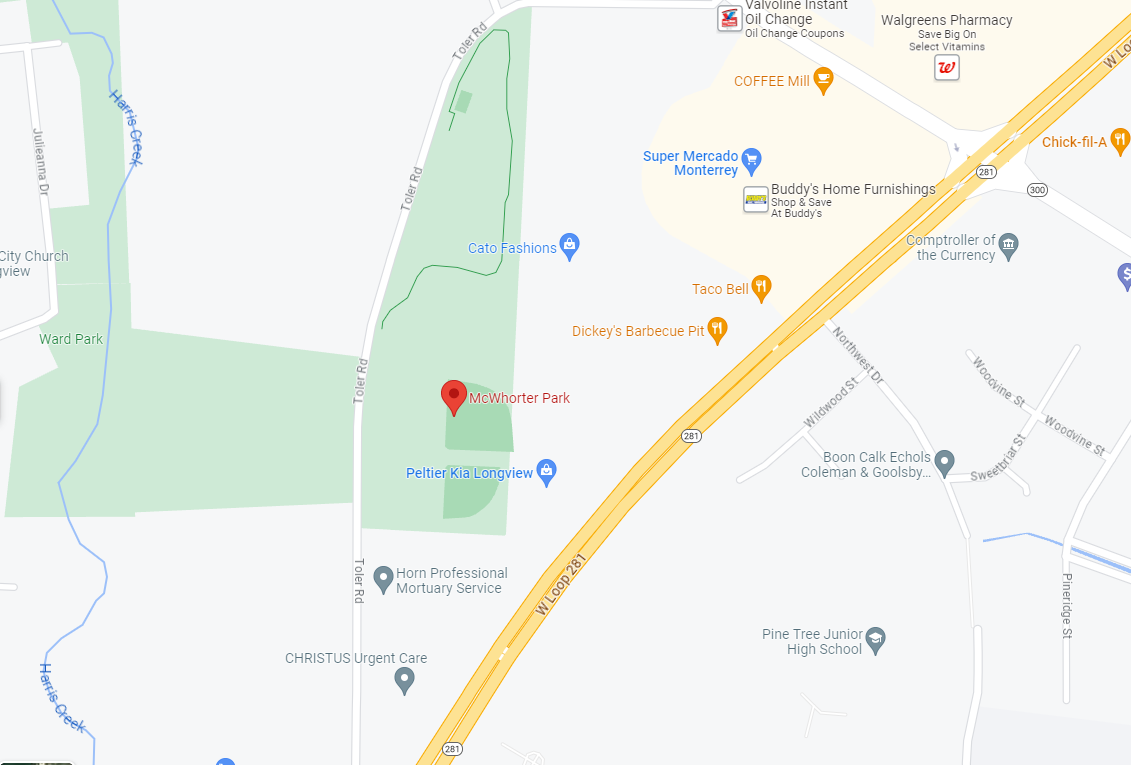 Valvoline Instant
Oil Change
Oil Change Coupons
Walgreens Pharmacy
Save Big On
Select Vitamins
Toler Rd
W Lo
COFFEE Mill
Harris Creek
Julieanna Dr
Chick-fil-A
Super Mercado
Monterrey
281
Buddy's Home Furnishings
Shop & Save
At Buddy's
300
Toler Rd
City Church
gview
Cato Fashions
Comptroller of
the Currency
$
Taco Bell
Dickey's Barbecue Pit
Ward Park
Northwest Dr
Woodvine St
Toler Rd
McWhorter Park
Wildwood St
Woodvine St
281
Boon Calk Echols
Coleman & Goolsby...
Sweetbriar St
Peltier Kia Longview
Toler Rd
Horn Professional
Mortuary Service
W Loop 281
Pineridge St
Pine Tree Junior
High School
CHRISTUS Urgent Care
Harris Creek
281